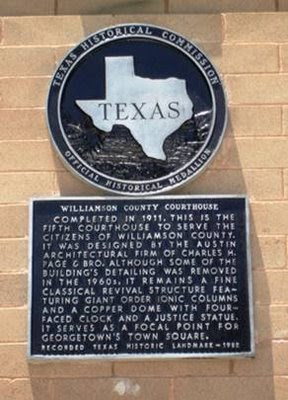 TEXAS HISTORICAL COMMISSION
TEXAS
OFFICIAL HISTORICAL MEDALLION
WILLIAMSON COUNTY COURTHOUSE
COMPLETED IN 1911, THIS IS THE
FIFTH COURTHOUSE TO SERVE THE
CITIZENS OF WILLIAMSON COUNTY.
IT WAS DESIGNED BY THE AUSTIN
ARCHITECTURAL FIRM OF CHARLES H.
PAGE & BRO. ALTHOUGH SOME OF THE
BUILDING'S DETAILING WAS REMOVED
IN THE 1960s, IT REMAINS A FINE
CLASSICAL REVIVAL STRUCTURE FEA-
TURING GIANT ORDER IONIC COLUMNS
AND A COPPER DOME WITH FOUR-
FACED CLOCK AND A JUSTICE STATUE.
IT SERVES AS A FOCAL POINT FOR
GEORGETOWN'S TOWN SQUARE.
RECORDED TEXAS HISTORIC LANDMARK-1988